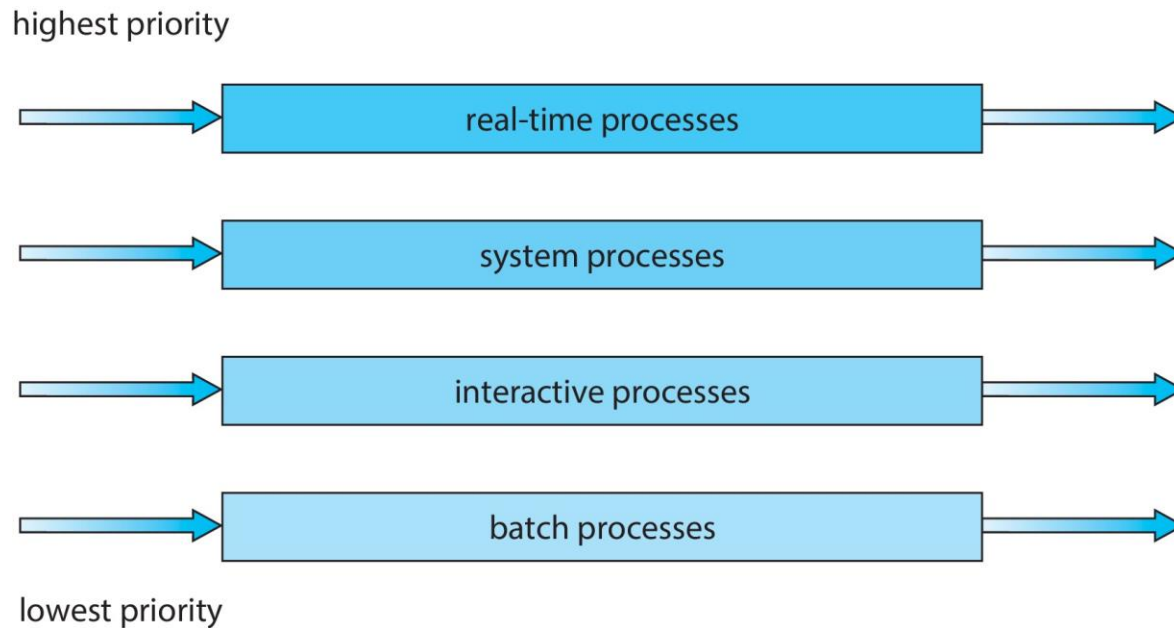 highest priority
real-time processes
system processes
interactive processes
batch processes
lowest priority